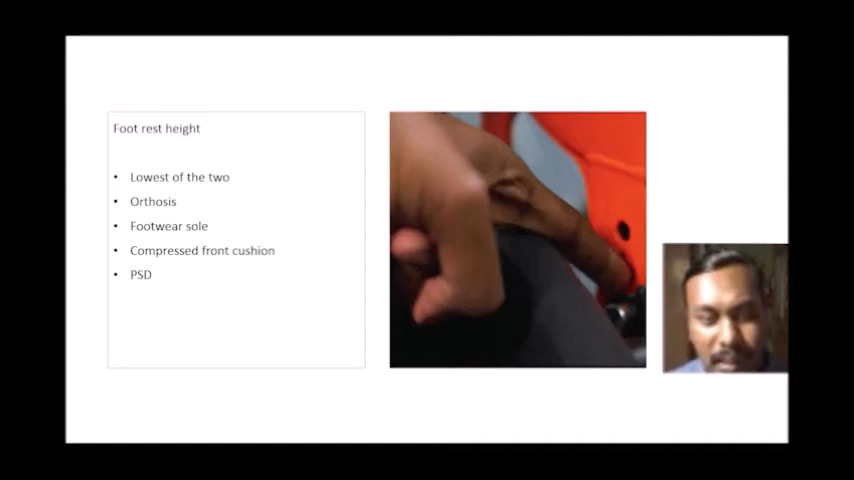 Foot rest height
• Lowest of the two
• Orthosis
• Footwear sole
• Compressed front cushion
• PSD